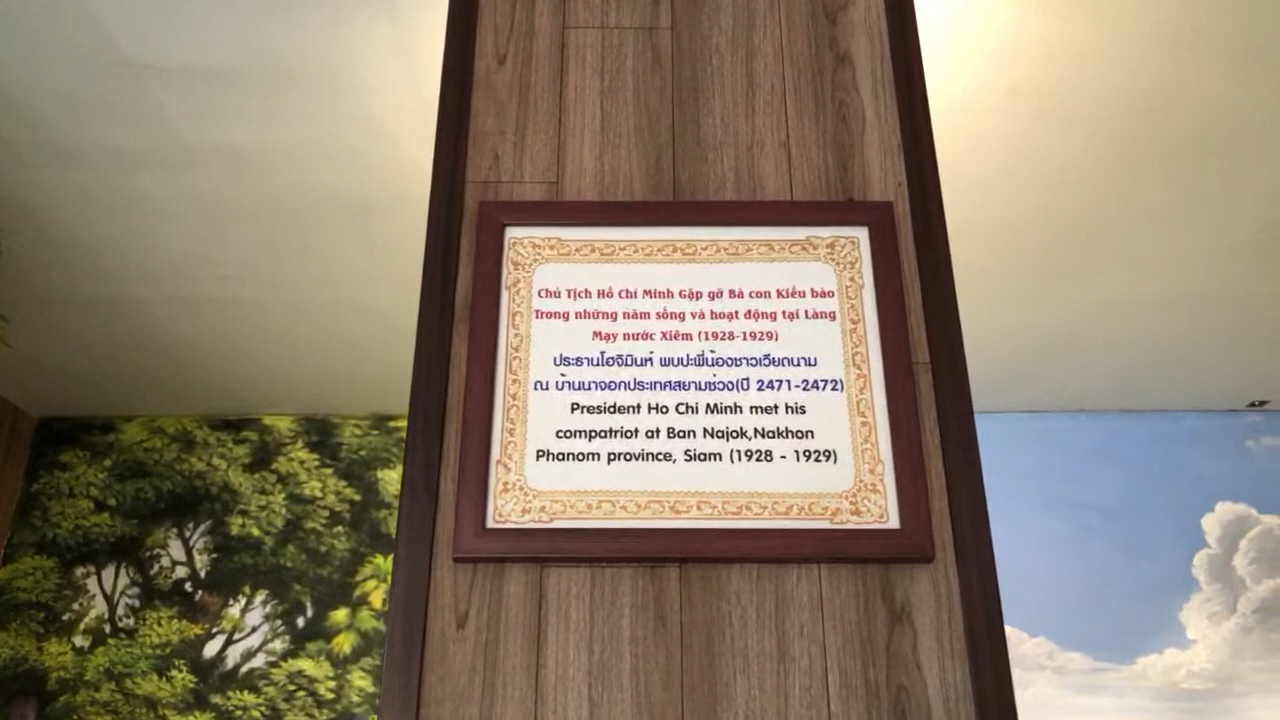 Chủ Tịch Hồ Chí Minh Gặp gỡ Bà con Kiều bào
Trong những năm sống và hoạt động tại Làng
Mạy nước Xiêm (1928-1929)
ประธานโฮจิมินห์ พบปะพี่น้องชาวเวียดนาม
ณ บ้านนาจอกประเทศสยามช่วง(ปี 2471-2472)
President Ho Chi Minh met his
compatriot at Ban Najok,Nakhon
Phanom province, Siam (1928 - 1929)